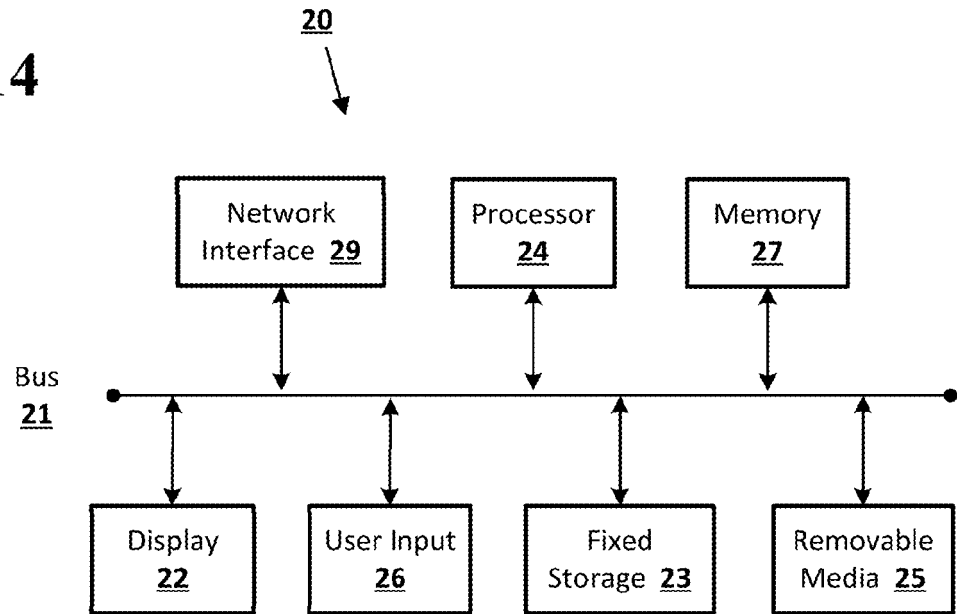 20
4
Network
Interface 29
Processor
24
Memory
27
Bus
21
Display
22
User Input
26
Fixed
Storage 23
Removable
Media 25